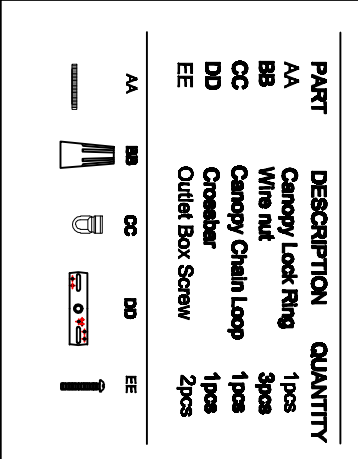 PART DESCRIPTION QUANTITY
AA Canopy Lock Ring 1pcs
BB Wire nut 3pcs
CC Canopy Chain Loop 1pcs
DD Crossbar 1pcs
EE Outlet Box Screw 2pcs
AA BB CC DD EE